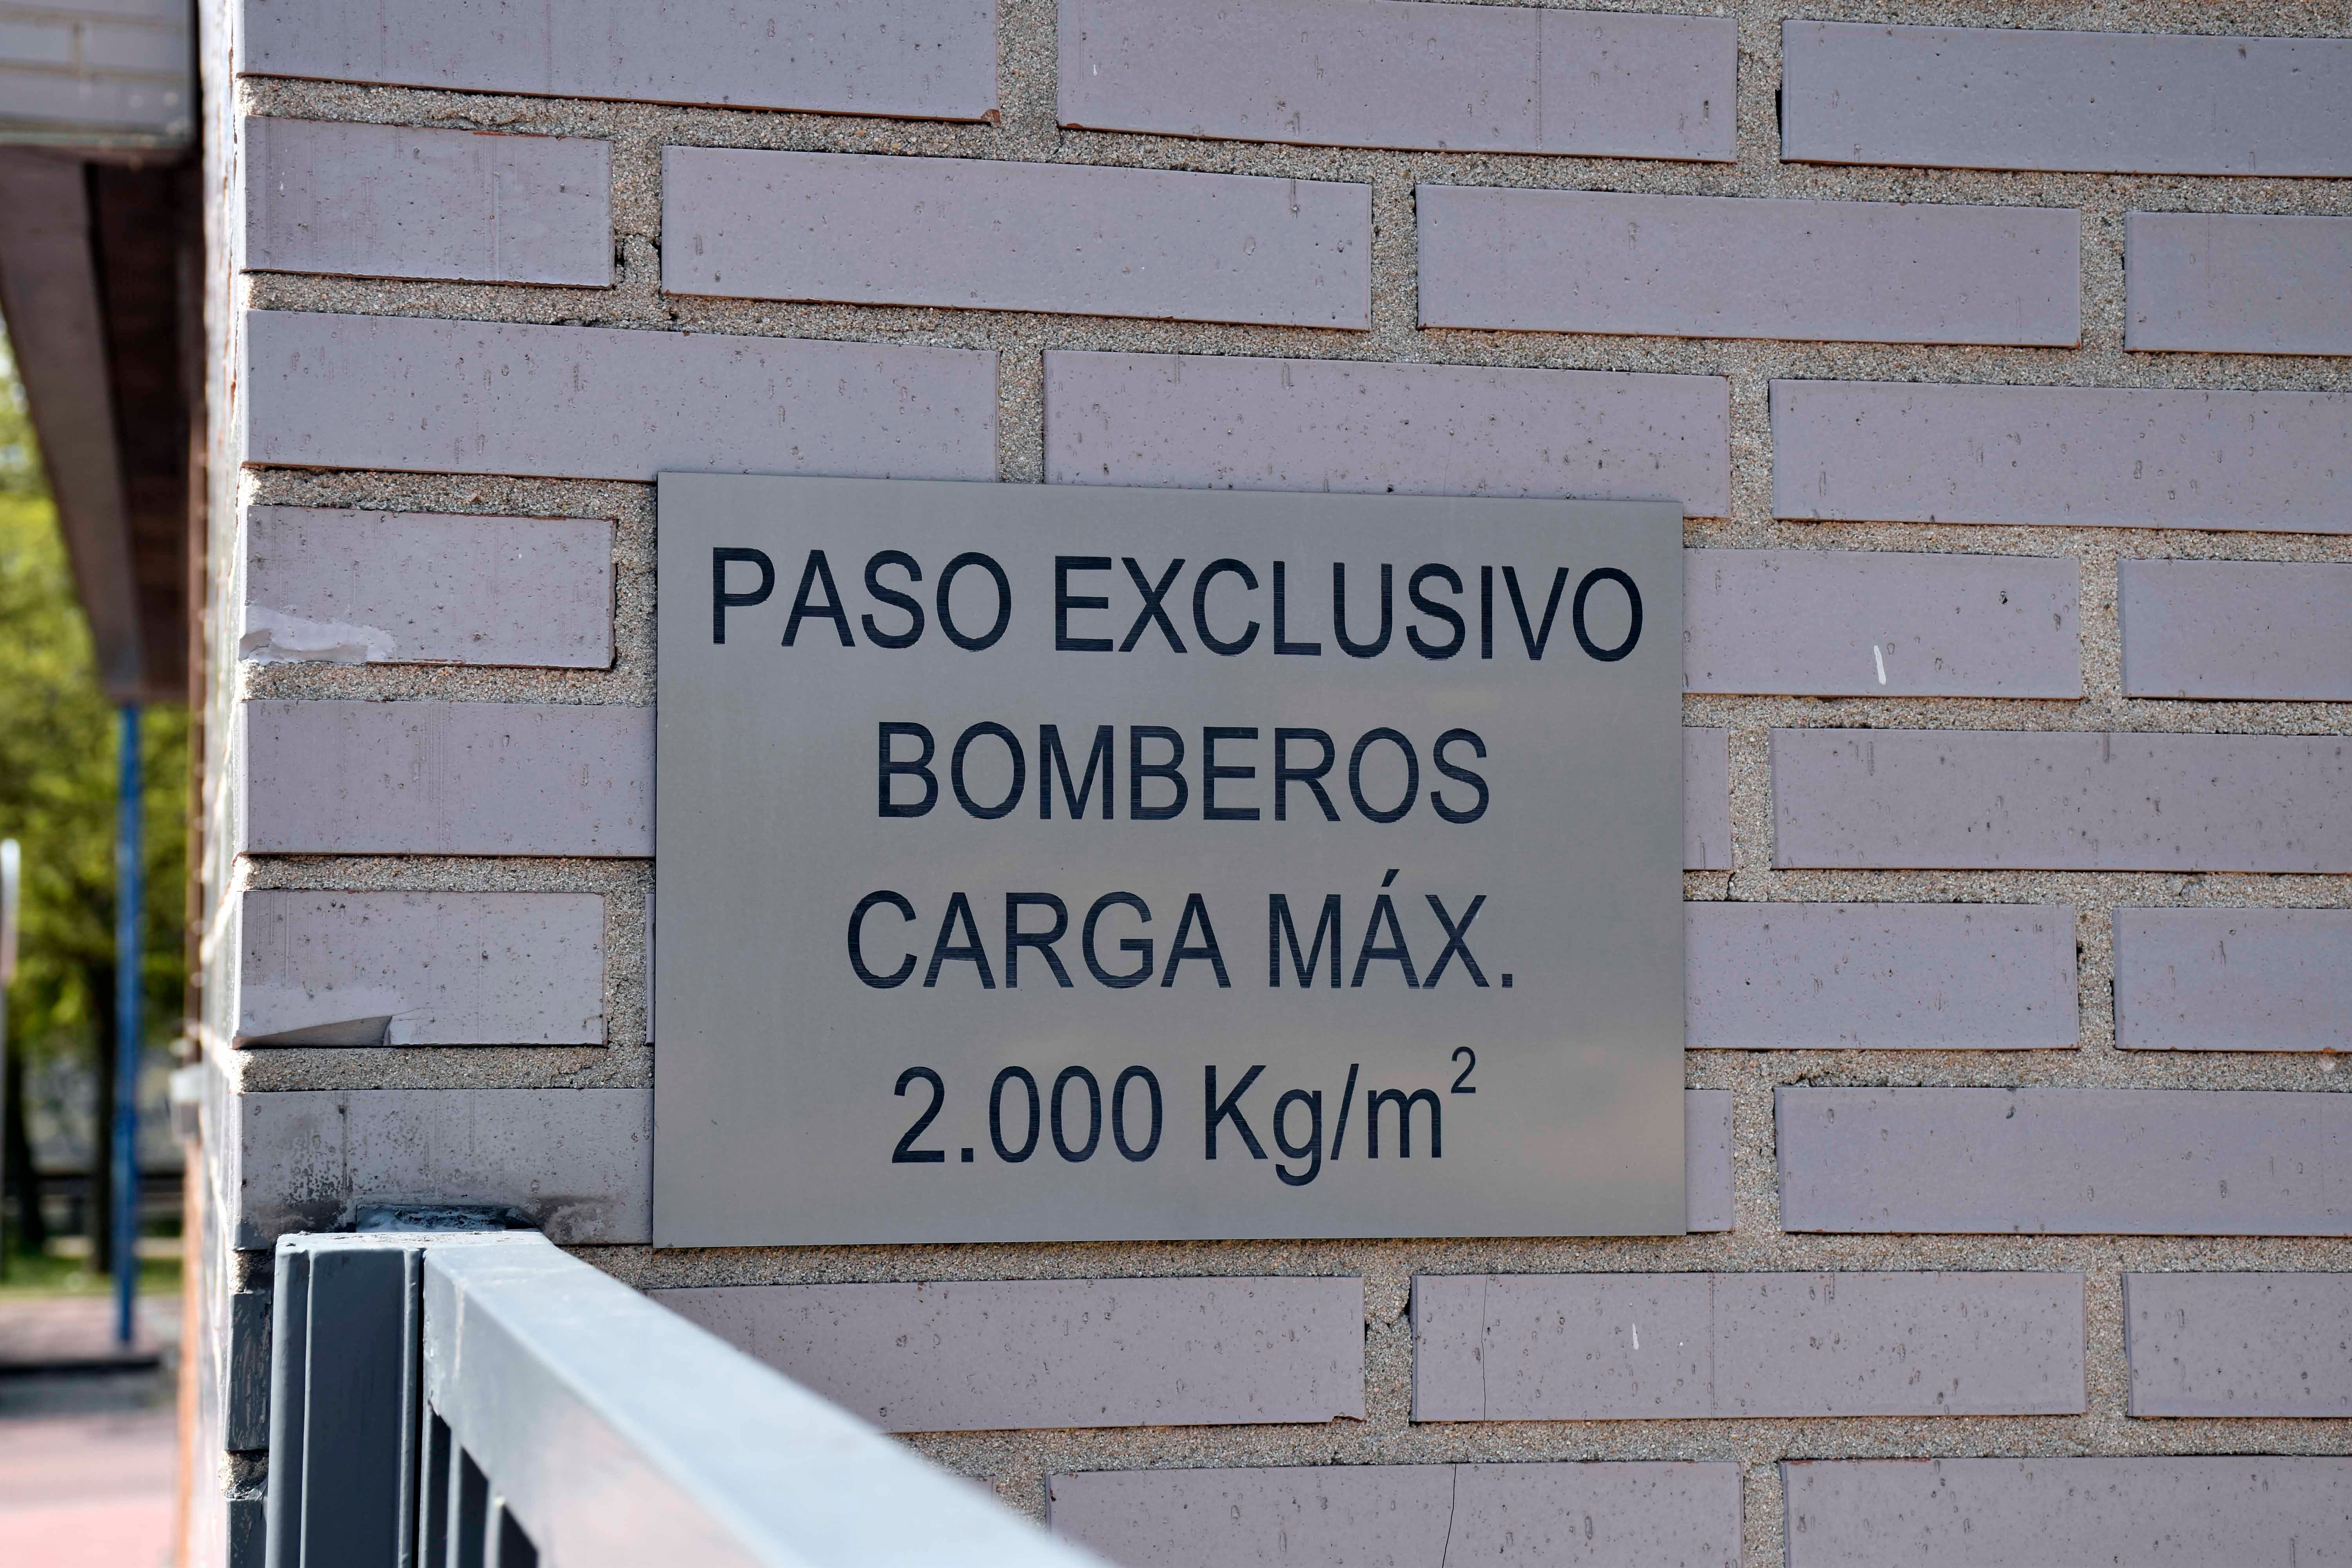 PASO EXCLUSIVO
BOMBEROS
CARGA MÁX.
2.000 Kg/m²